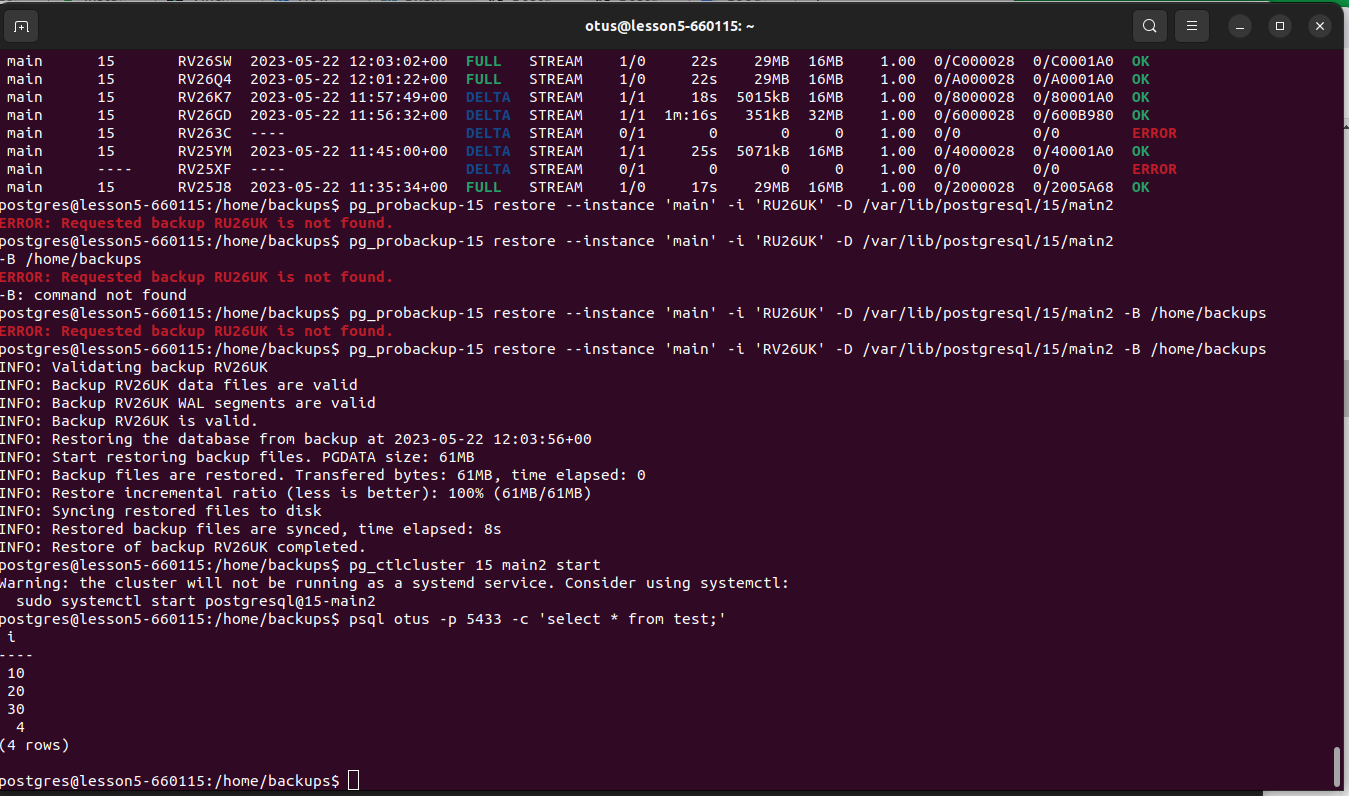 otus@lesson5-660115: ~
main 15 RV26SW 2023-05-22 12:03:02+00 FULL STREAM 1/0 22s 29MB 16MB 1.00 0/C000028 0/C0001A0 OK
main 15 RV26Q4 2023-05-22 12:01:22+00 FULL STREAM 1/0 22s 29MB 16MB 1.00 0/A000028 0/A0001A0 OK
main 15 RV26K7 2023-05-22 11:57:49+00 DELTA STREAM 1/1 18s 5015kB 16MB 1.00 0/8000028 0/80001A0 OK
main 15 RV26GD 2023-05-22 11:56:32+00 DELTA STREAM 1/1 1m:16s 351kB 32MB 1.00 0/6000028 0/600B980 OK
main 15 RV263C ---- DELTA STREAM 0/1 0 0 0 1.00 0/0 0/0 ERROR
main 15 RV25YM 2023-05-22 11:45:00+00 DELTA STREAM 1/1 25s 5071kB 16MB 1.00 0/4000028 0/40001A0 OK
main ---- RV25XF ---- DELTA STREAM 0/1 0 0 0 1.00 0/0 0/0 ERROR
main 15 RV25J8 2023-05-22 11:35:34+00 FULL STREAM 1/0 17s 29MB 16MB 1.00 0/2000028 0/2005A68 OK
postgres@lesson5-660115:/home/backups$ pg_probackup-15 restore --instance 'main' -i 'RU26UK' -D /var/lib/postgresql/15/main2
ERROR: Requested backup RU26UK is not found.
postgres@lesson5-660115:/home/backups$ pg_probackup-15 restore --instance 'main' -i 'RU26UK' -D /var/lib/postgresql/15/main2
-B /home/backups
ERROR: Requested backup RU26UK is not found.
-B: command not found
postgres@lesson5-660115:/home/backups$ pg_probackup-15 restore --instance 'main' -i 'RU26UK' -D /var/lib/postgresql/15/main2 -B /home/backups
ERROR: Requested backup RU26UK is not found.
postgres@lesson5-660115:/home/backups$ pg_probackup-15 restore --instance 'main' -i 'RV26UK' -D /var/lib/postgresql/15/main2 -B /home/backups
INFO: Validating backup RV26UK
INFO: Backup RV26UK data files are valid
INFO: Backup RV26UK WAL segments are valid
INFO: Backup RV26UK is valid.
INFO: Restoring the database from backup at 2023-05-22 12:03:56+00
INFO: Start restoring backup files. PGDATA size: 61MB
INFO: Backup files are restored. Transfered bytes: 61MB, time elapsed: 0
INFO: Restore incremental ratio (less is better): 100% (61MB/61MB)
INFO: Syncing restored files to disk
INFO: Restored backup files are synced, time elapsed: 8s
INFO: Restore of backup RV26UK completed.
postgres@lesson5-660115:/home/backups$ pg_ctlcluster 15 main2 start
Warning: the cluster will not be running as a systemd service. Consider using systemctl:
sudo systemctl start postgresql@15-main2
postgres@lesson5-660115:/home/backups$ psql otus -p 5433 -c 'select * from test;'
i
----
10
20
30
4
(4 rows)
postgres@lesson5-660115:/home/backups$